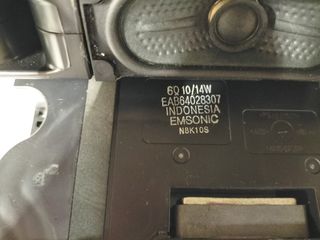 6Ω 10/14W
EAB64028307
INDONESIA
EMSONIC
N8K10S